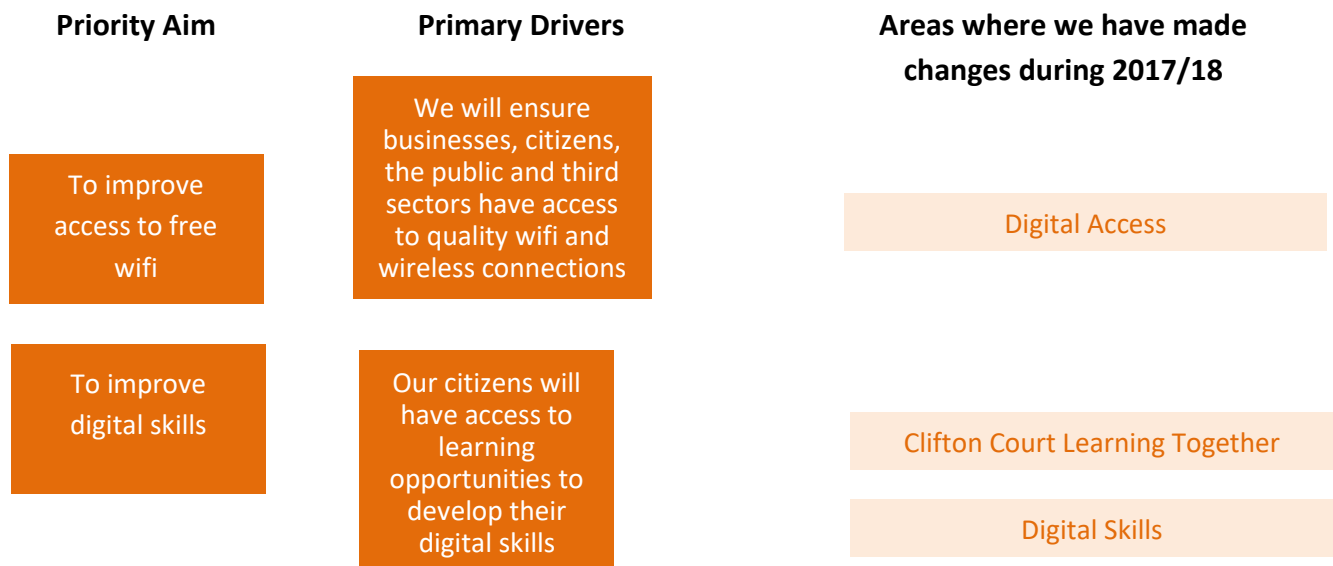 Priority Aim
Primary Drivers
Areas where we have made
changes during 2017/18
To improve
access to free
wifi
We will ensure
businesses, citizens,
the public and third
sectors have access
to quality wifi and
wireless connections
Digital Access
To improve
digital skills
Our citizens will
have access to
learning
opportunities to
develop their
digital skills
Clifton Court Learning Together
Digital Skills